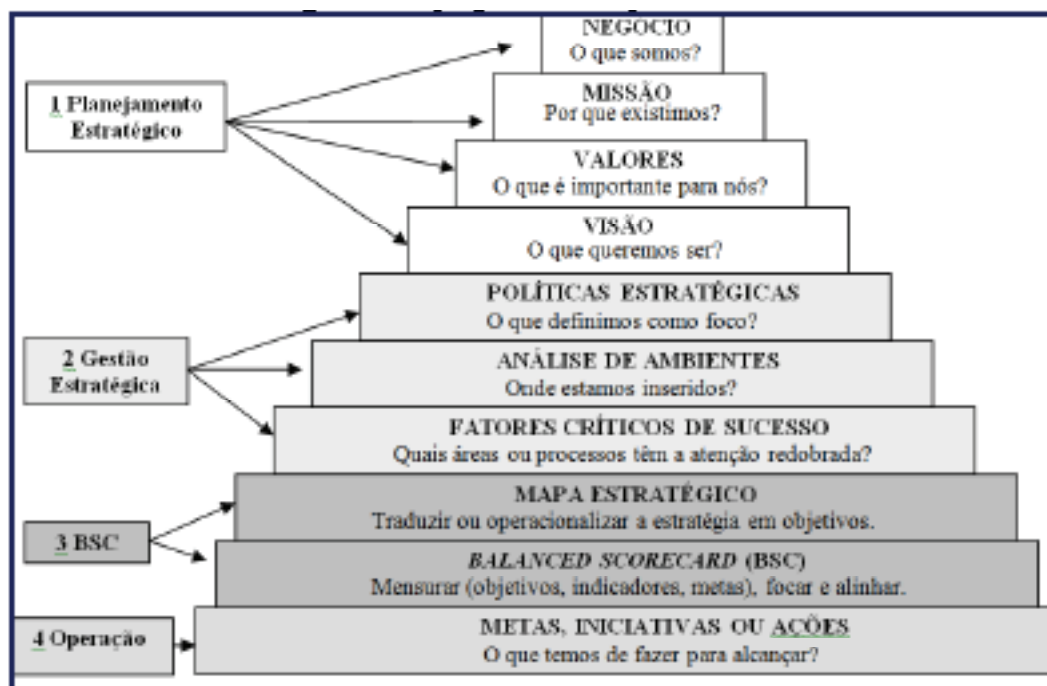 NEGÓCIO
O que somos?
1 Planejamento
Estratégico
MISSÃO
Por que existimos?
VALORES
O que é importante para nós?
VISÃO
O que queremos ser?
POLÍTICAS ESTRATÉGICAS
O que definimos como foco?
2 Gestão
Estratégica
ANÁLISE DE AMBIENTES
Onde estamos inseridos?
FATORES CRÍTICOS DE SUCESSO
Quais áreas ou processos têm a atenção redobrada?
MAPA ESTRATÉGICO
Traduzir ou operacionalizar a estratégia em objetivos.
3 BSC
BALANCED SCORECARD (BSC)
Mensurar (objetivos, indicadores, metas), focar e alinhar.
4 Operação
METAS, INICIATIVAS OU AÇÕES
O que temos de fazer para alcançar?